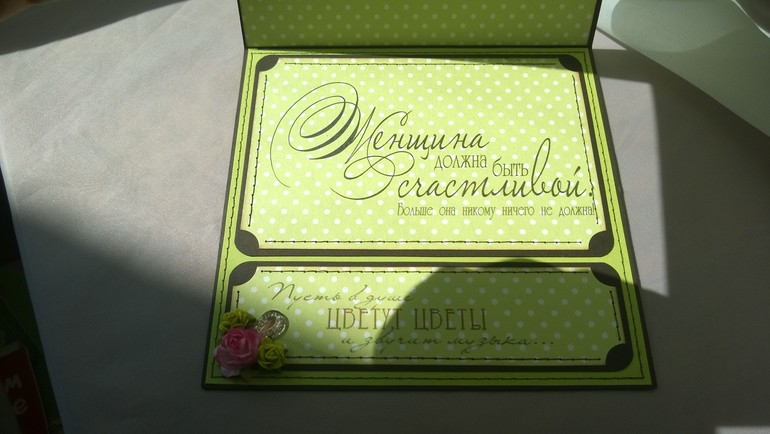 Женщина
должна быть
счастливой!
Больше она никому ничего не должна!
Пусть в душе
ЦВЕТУТ ЦВЕТЫ
и звучит музыка...